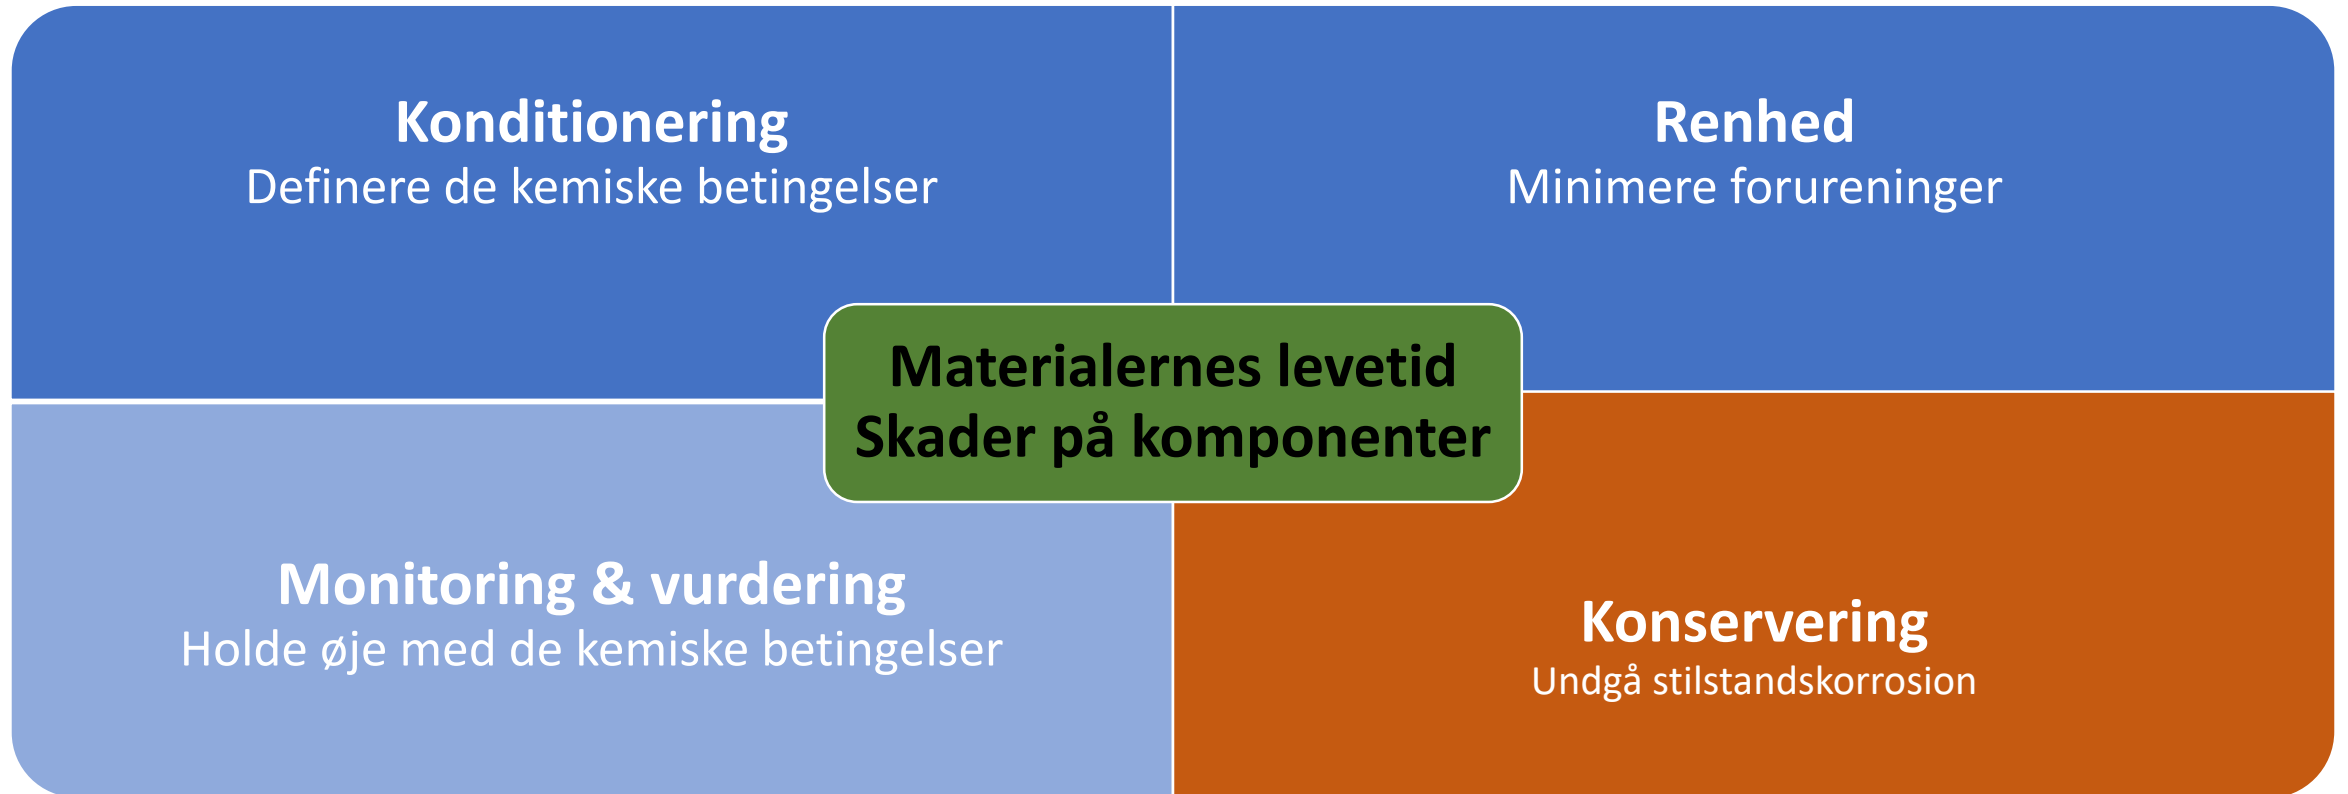 Konditionering
Definere de kemiske betingelser
Renhed
Minimere forureninger
Materialernes levetid
Skader på komponenter
Monitoring & vurdering
Holde øje med de kemiske betingelser
Konservering
Undgå stilstandskorrosion